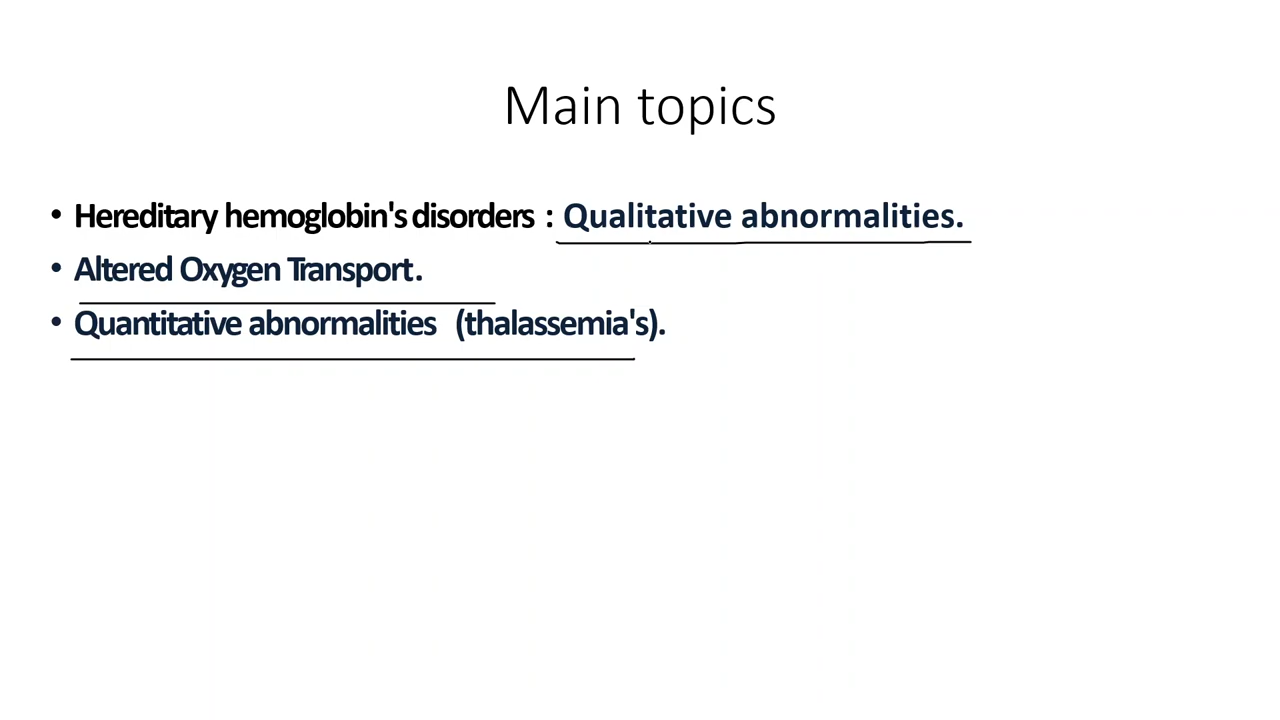 Main topics
• Hereditary hemoglobin's disorders : Qualitative abnormalities.
• Altered Oxygen Transport.
• Quantitative abnormalities (thalassemia's).